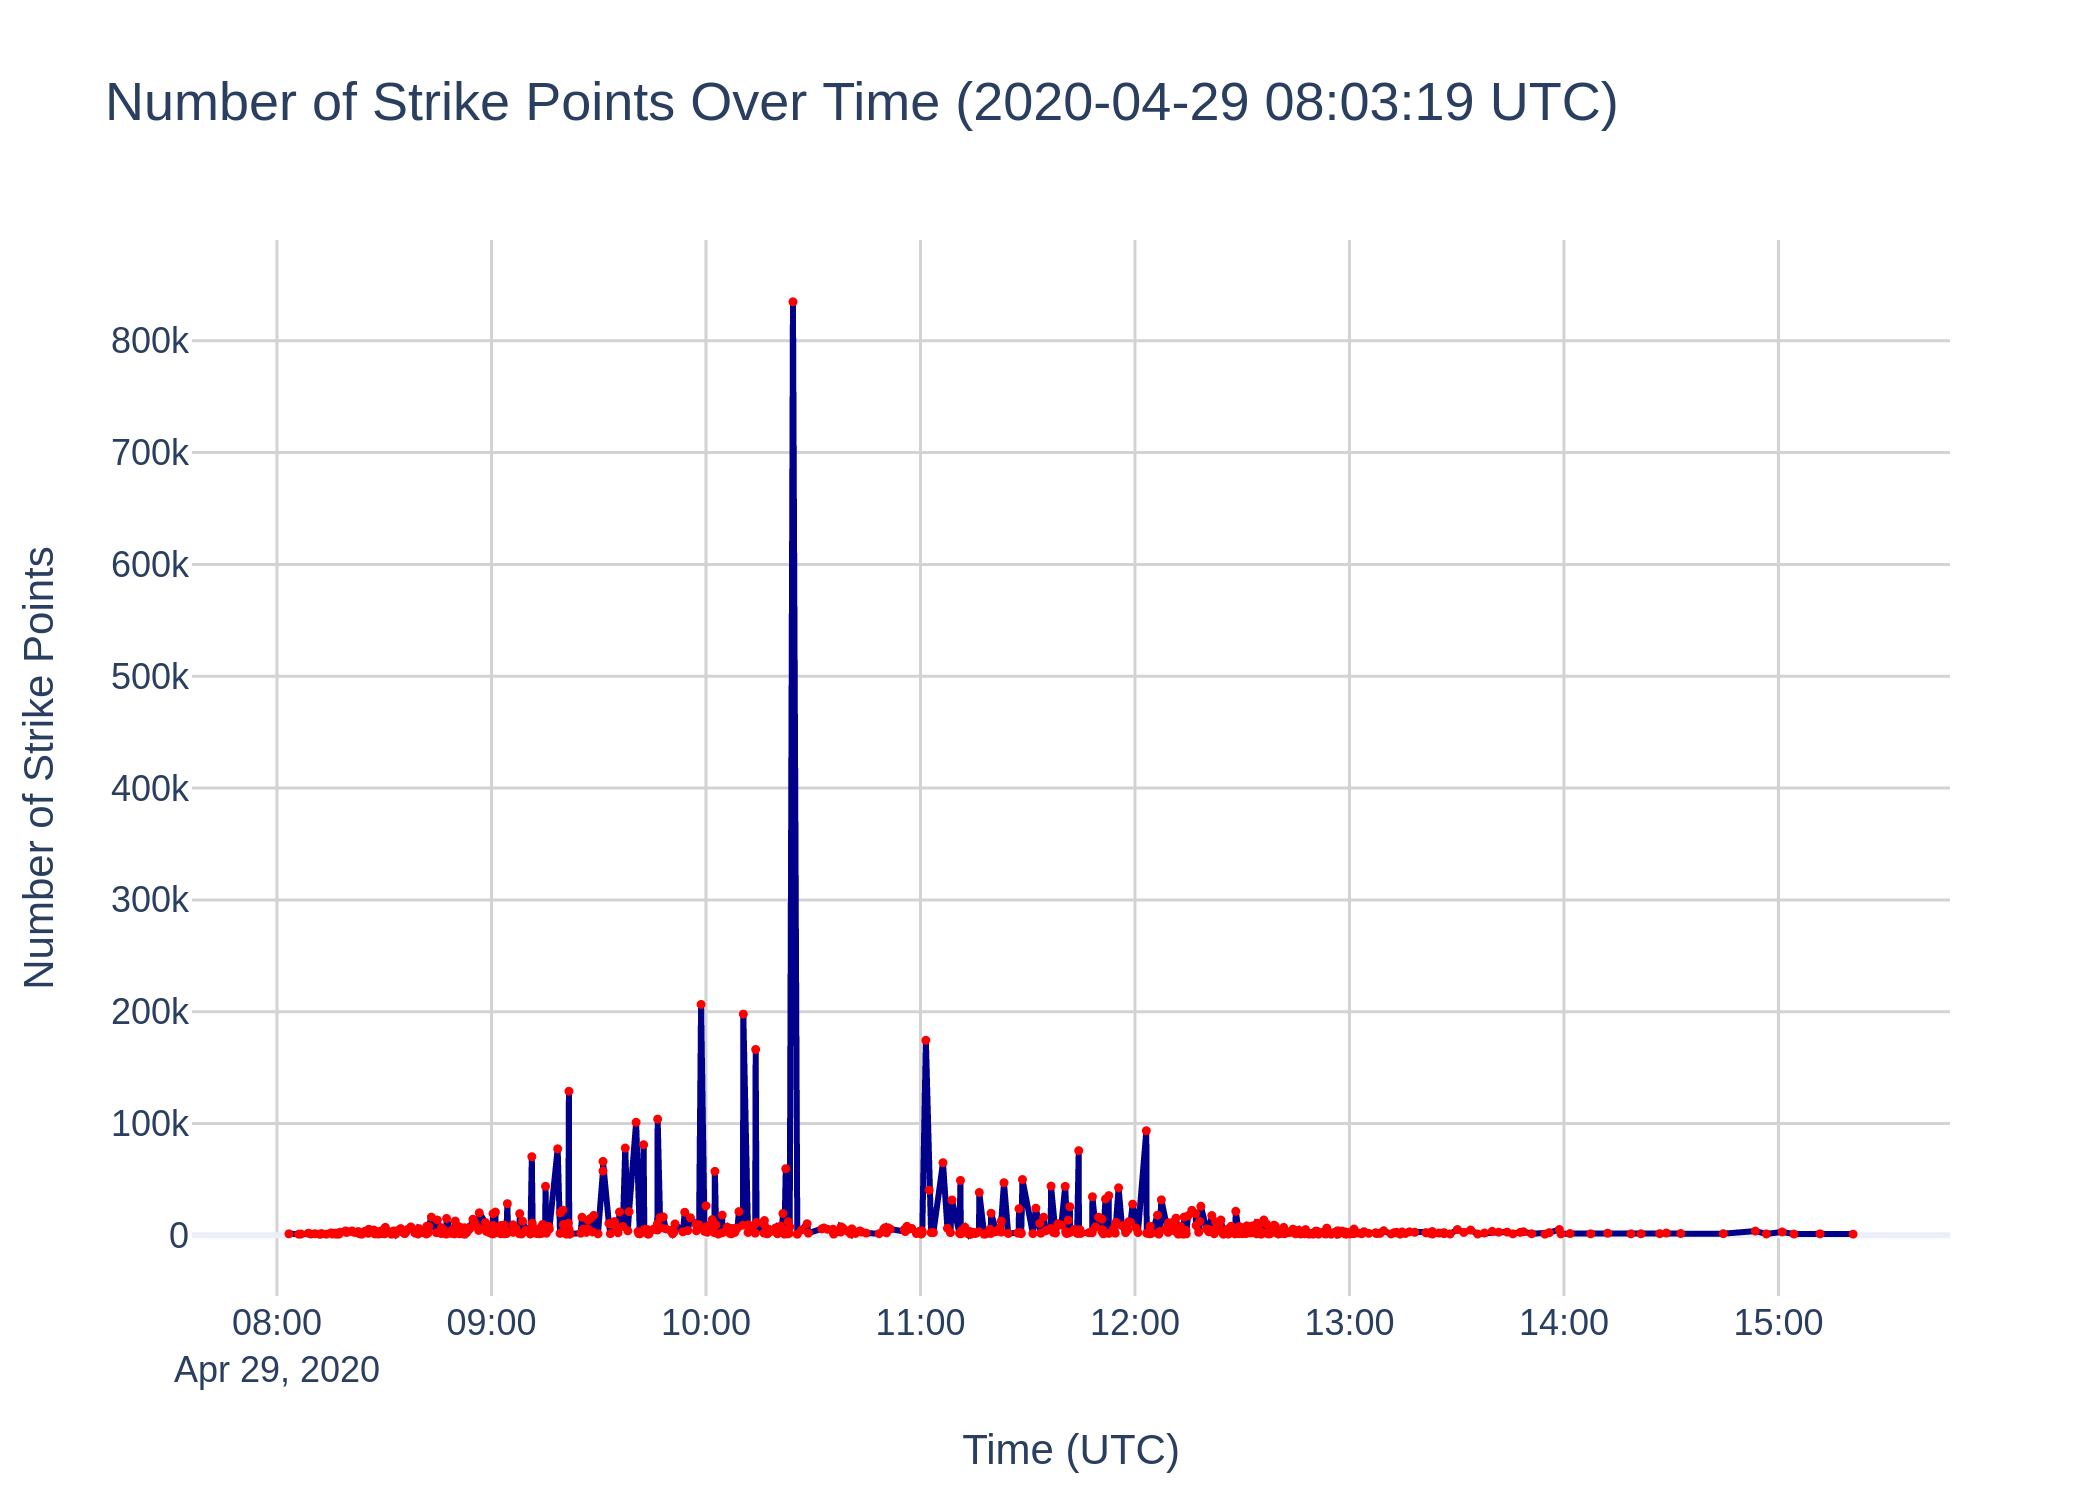 Number of Strike Points Over Time (2020-04-29 08:03:19 UTC)
Number of Strike Points
800k
700k
600k
500k
400k
300k
200k
100k
0
08:00 09:00 10:00 11:00 12:00 13:00 14:00 15:00
Apr 29, 2020
Time (UTC)